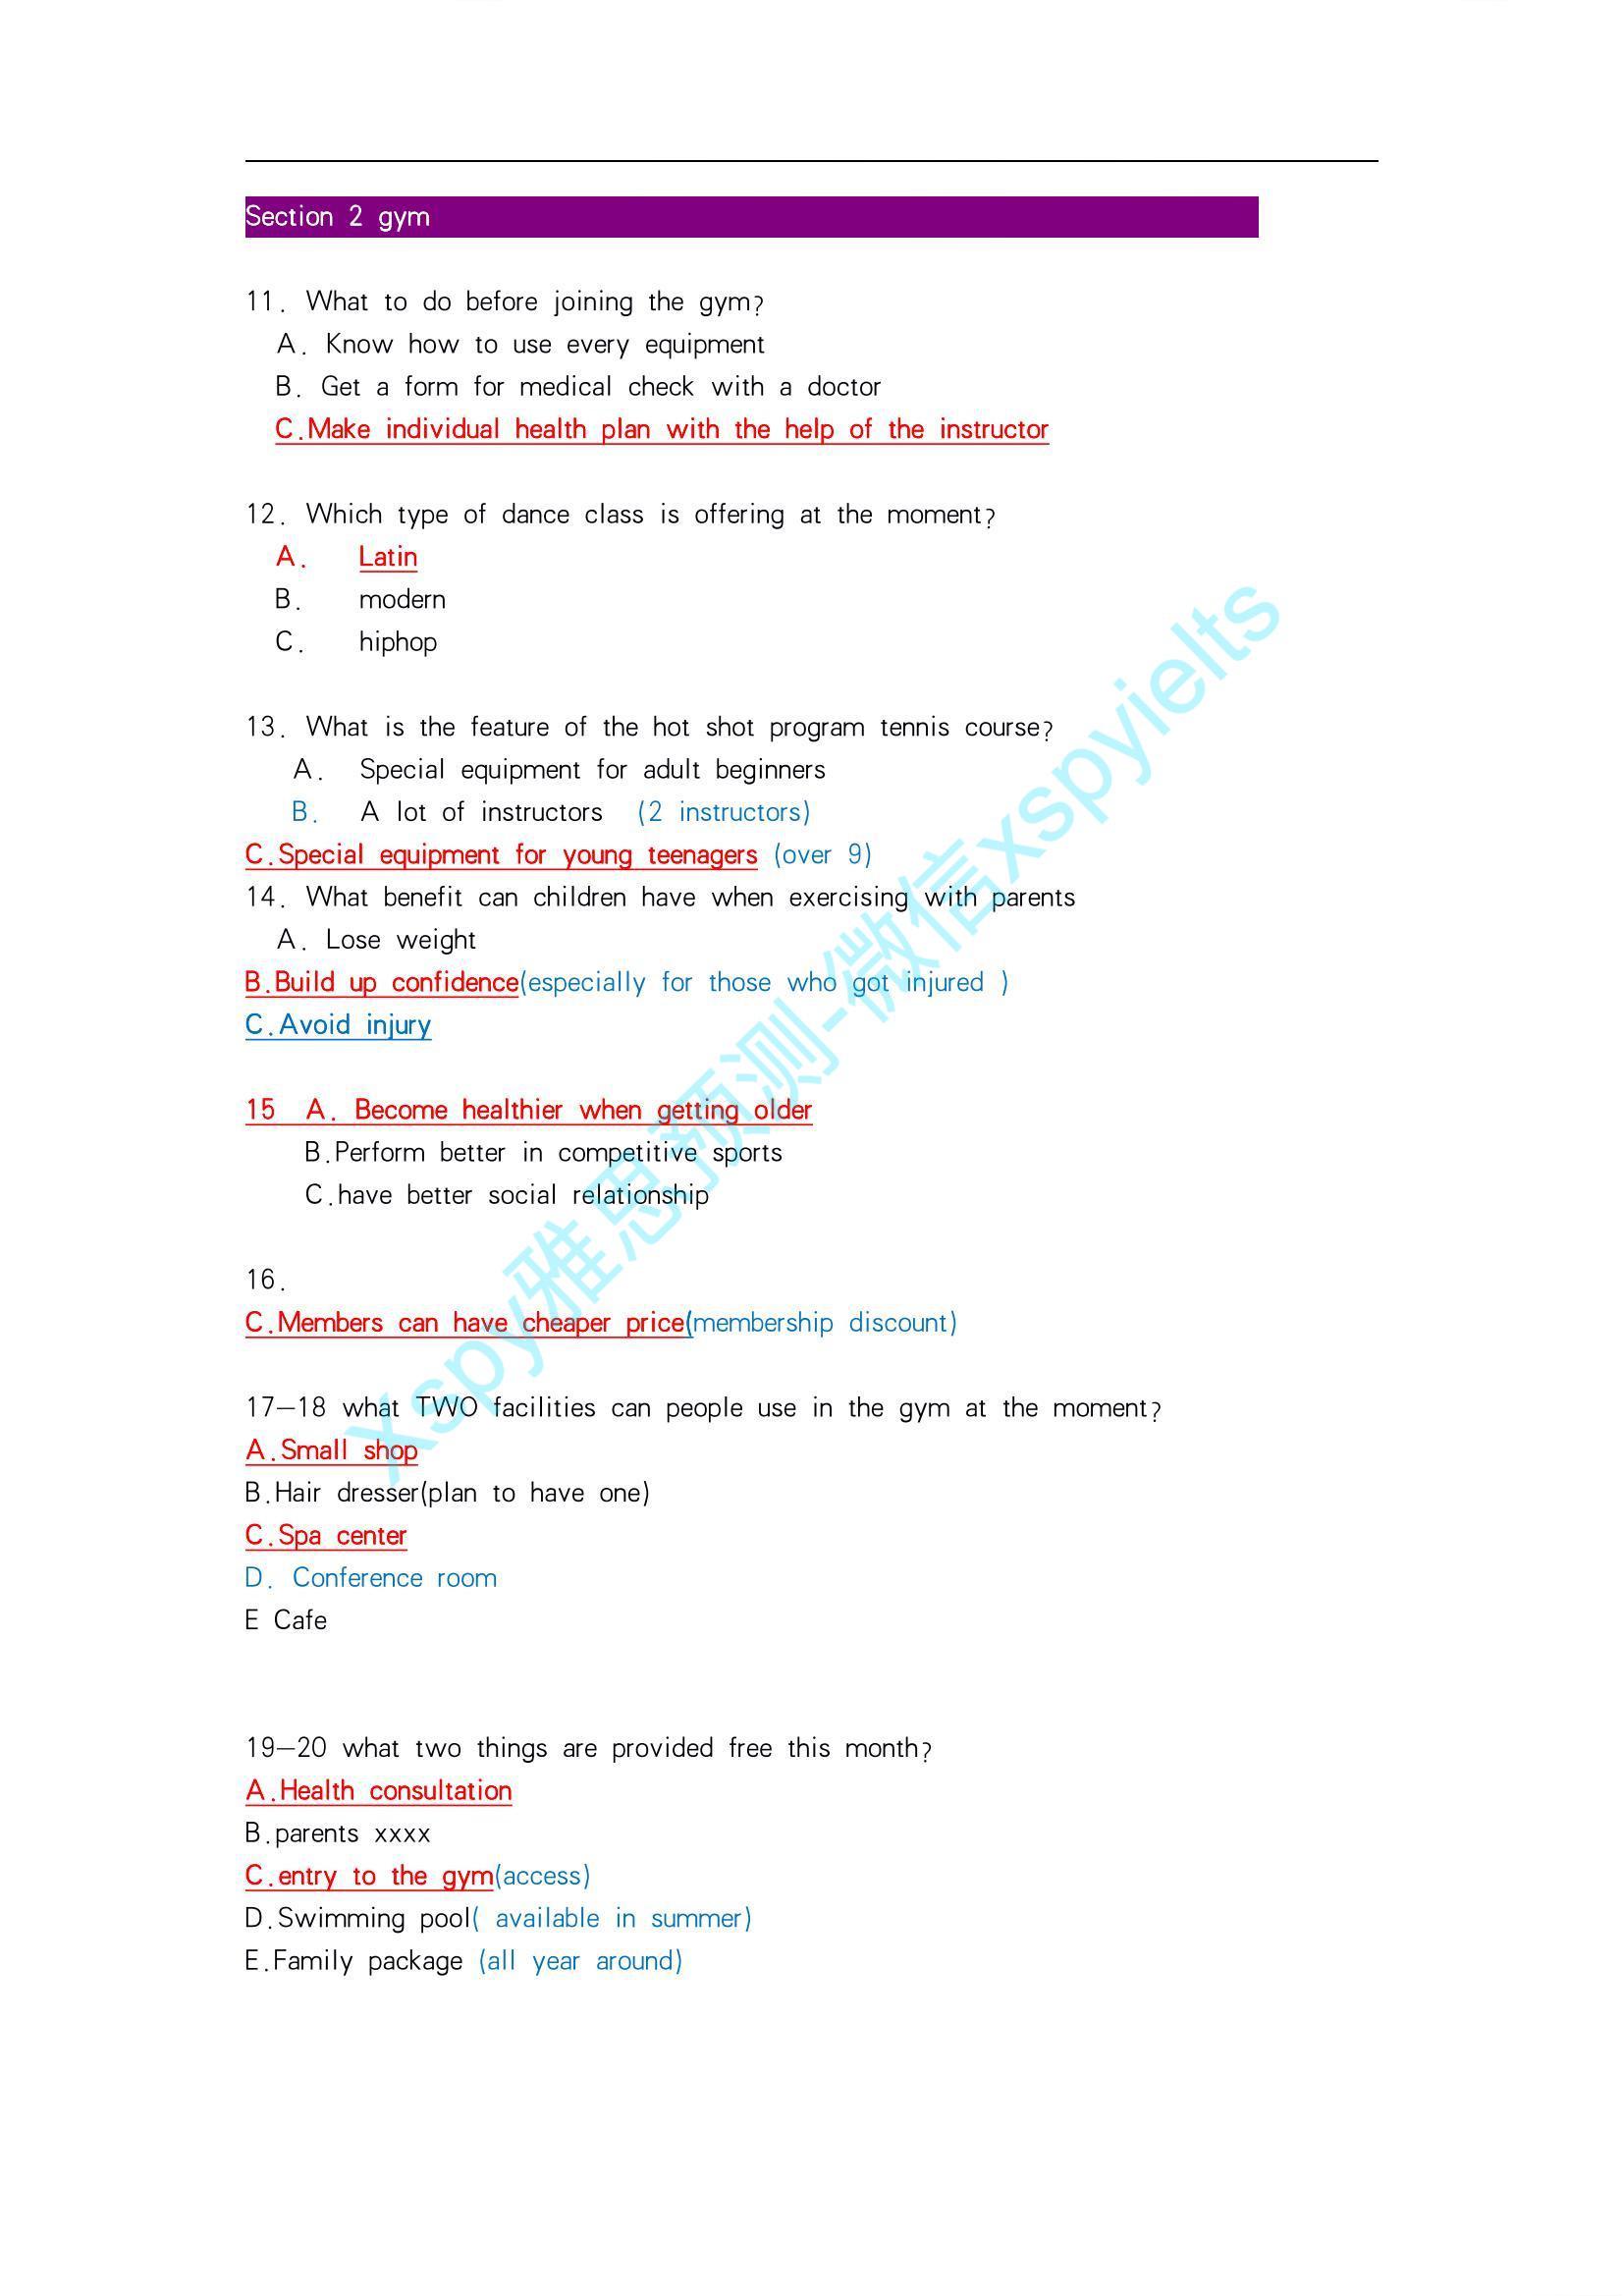 Section 2 gym
11. What to do before joining the gym?
A. Know how to use every equipment
B. Get a form for medical check with a doctor
C.Make individual health plan with the help of the instructor
12. Which type of dance class is offering at the moment?
A. Latin
B. modern
C. hiphop
13. What is the feature of the hot shot program tennis course?
A. Special equipment for adult beginners
B. A lot of instructors (2 instructors)
C.Special equipment for young teenagers (over 9)
14. What benefit can children have when exercising with parents
A. Lose weight
B.Build up confidence(especially for those who got injured )
C.Avoid injury
15 A. Become healthier when getting older
B.Perform better in competitive sports
C.have better social relationship
16.
C.Members can have cheaper price(membership discount)
17—18 what TWO facilities can people use in the gym at the moment?
A.Small shop
B.Hair dresser(plan to have one)
C.Spa center
D. Conference room
E Cafe
19—20 what two things are provided free this month?
A.Health consultation
B.parents xxxx
C.entry to the gym(access)
D.Swimming pool( available in summer)
E.Family package (all year around)
xspy雅思预测-微信xspyielts